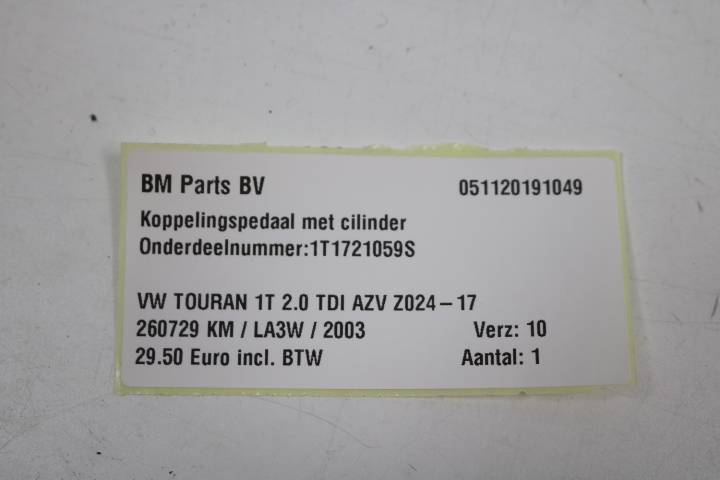 BM Parts BV 051120191049
Koppelingspedaal met cilinder
Onderdeelnummer:1T1721059S
VW TOURAN 1T 2.0 TDI AZV Z024-17
260729 KM / LA3W / 2003 Verz: 10
29.50 Euro incl. BTW Aantal: 1